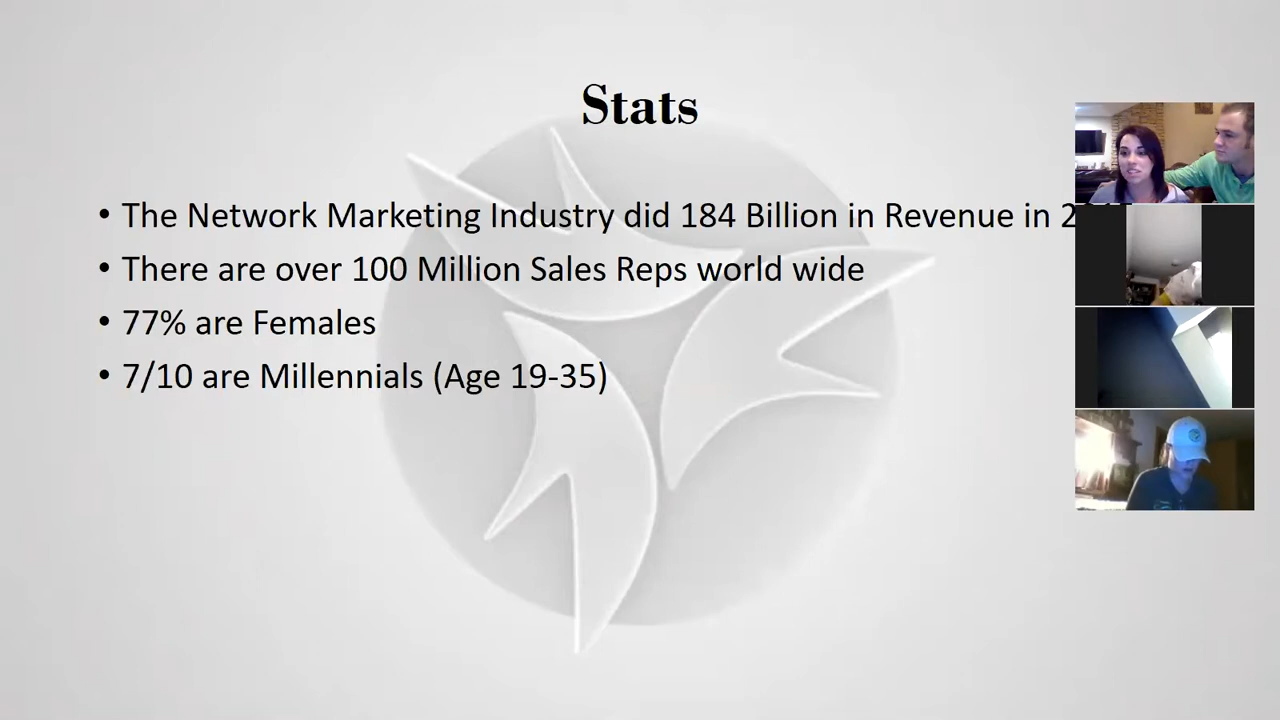 Stats
• The Network Marketing Industry did 184 Billion in Revenue in
• There are over 100 Million Sales Reps world wide
• 77% are Females
• 7/10 are Millennials (Age 19-35)